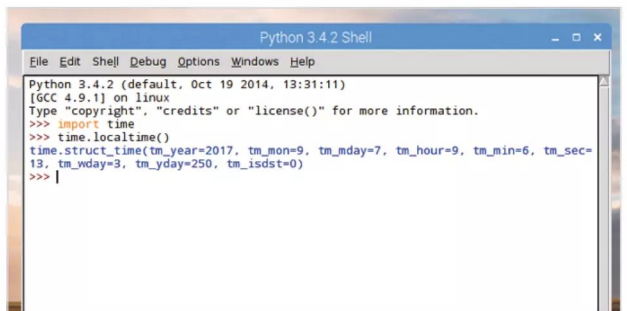 Python 3.4.2 Shell
File Edit Shell Debug Options Windows Help
Python 3.4.2 (default, Oct 19 2014, 13:31:11)
[GCC 4.9.1] on linux
Type "copyright", "credits" or "license()" for more information.
>>> import time
>>> time.localtime()
time.struct_time(tm_year=2017, tm_mon=9, tm_mday=7, tm_hour=9, tm_min=6, tm_sec=
13, tm_wday=3, tm_yday=250, tm_isdst=0)
>>>